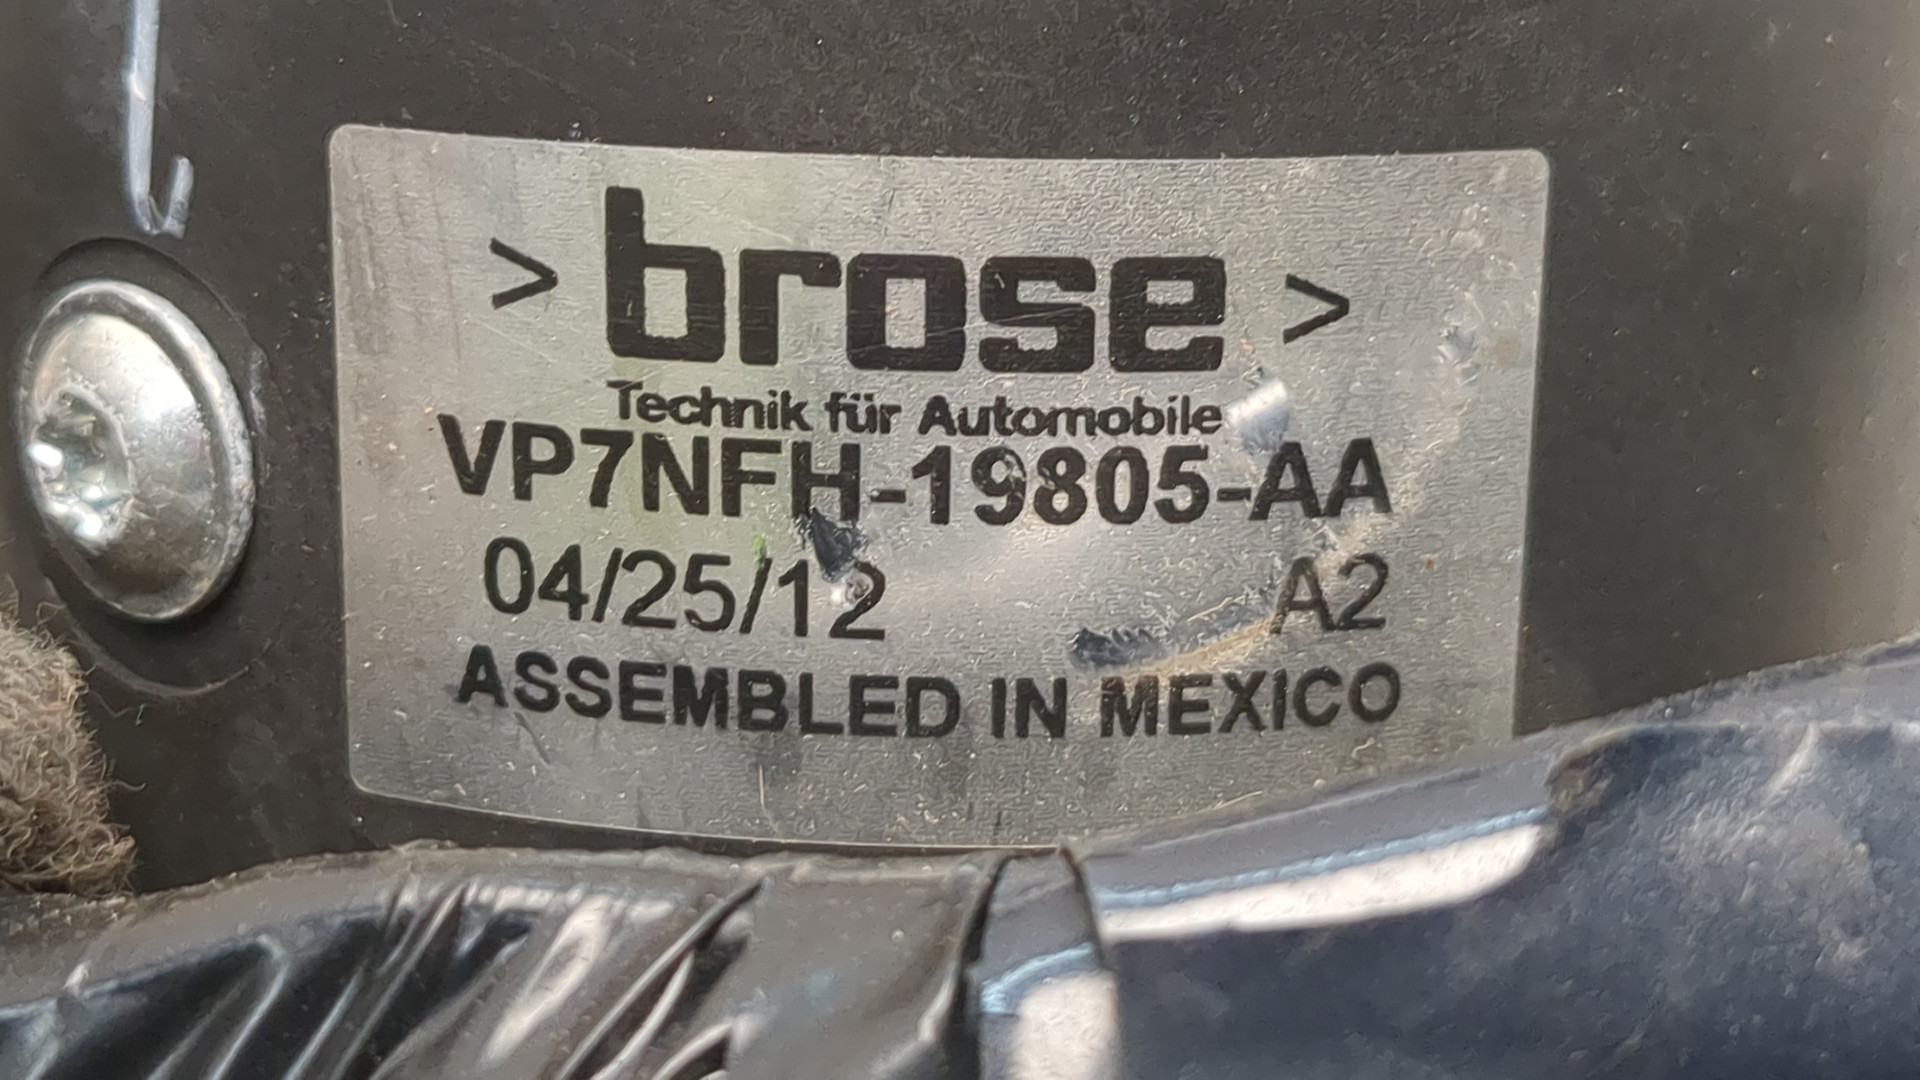 > brose >
Technik für Automobile
VP7NFH-19805-AA
04/25/12 A2
ASSEMBLED IN MEXICO